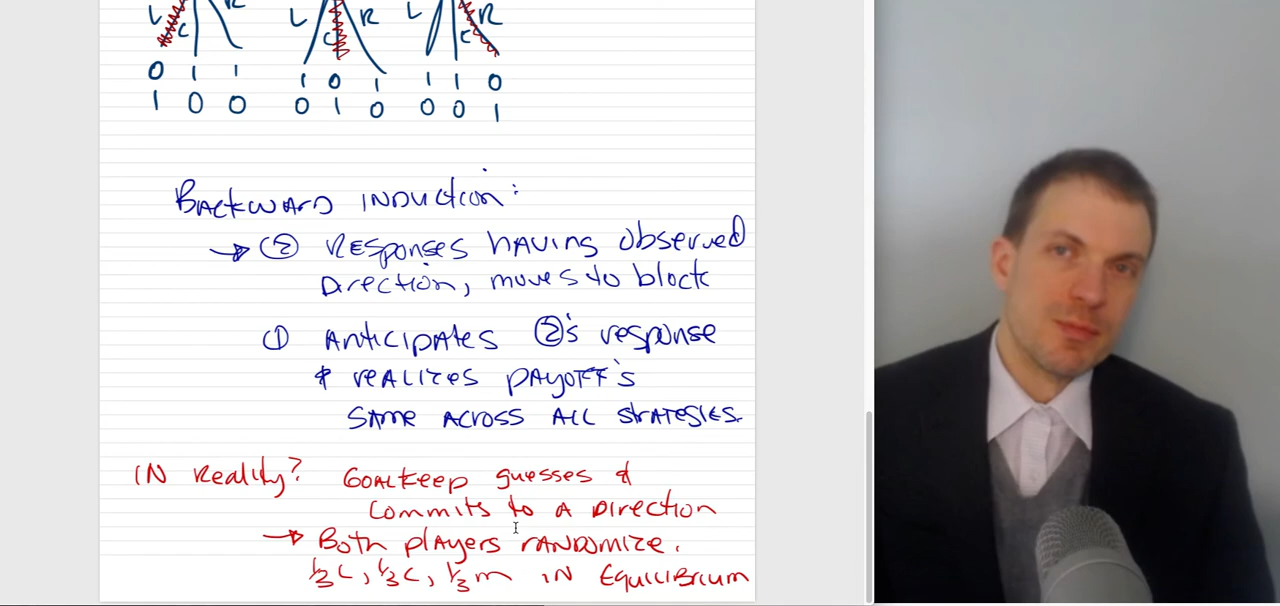 L C R L C R L C R
0 1 1 1 0 1 1 1 0
1 0 0 0 1 0 0 0 1
BACKWARD INDUCTION:
→ ② RESPONSES HAVING OBSERVED
DIRECTION, MOVES TO BLOCK
① ANTICIPATES ②'S RESPONSE
& REALIZES PAYOFF'S
SAME ACROSS ALL STRATEGIES.
IN Reality? GOALKEEP guesses &
COMMITS TO A DIRECTION
→ BOTH PLAYERS RANDOMIZE.
1/3 L, 1/3 C, 1/3 M IN EQUILIBRIUM